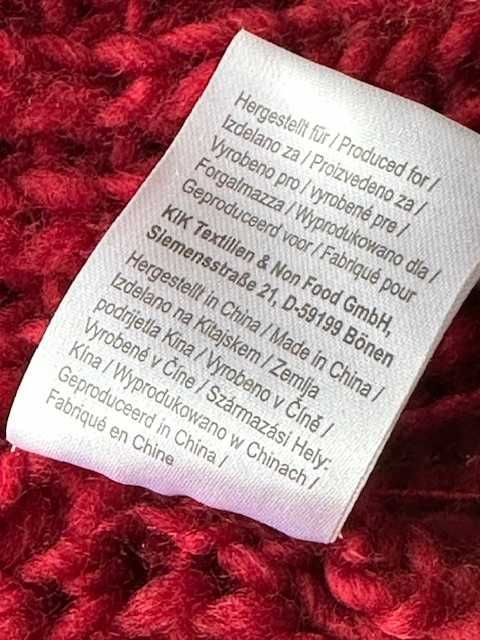 Hergestellt für / Produced for /
Izdelano za / Proizvedeno za /
Vyrobeno pro / vyrobené pre /
Forgalmazza / Wyprodukowano dla /
Geproduceerd voor / Fabriqué pour
KIK Textilien & Non Food GmbH,
Siemensstraße 21, D-59199 Bönen
Hergestellt in China / Made in China /
Izdelano na Kitajskem / Zemlja
podrijetla Kina / Vyrobeno v Číně /
Vyrobené v Číne / Származási Hely:
Kína / Wyprodukowano w Chinach /
Geproduceerd in China /
Fabriqué en Chine